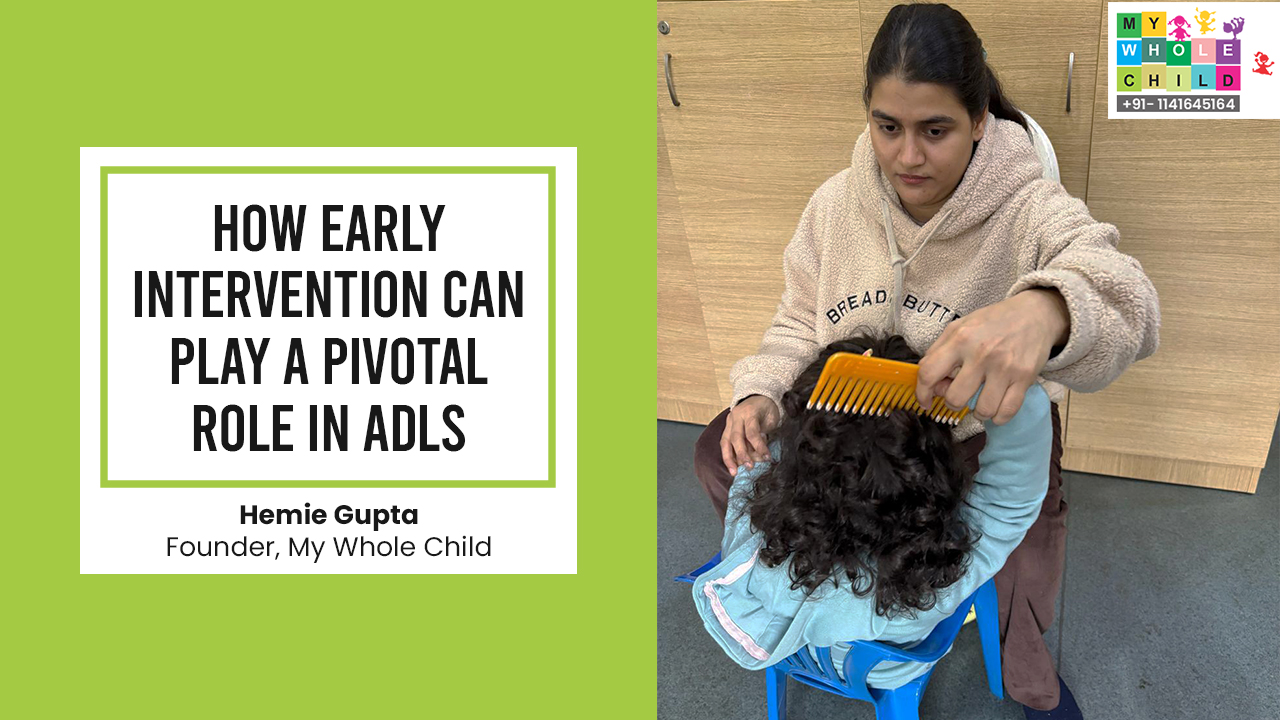 HOW EARLY
INTERVENTION CAN
PLAY A PIVOTAL
ROLE IN ADLS
Hemie Gupta
Founder, My Whole Child
MY
WHOLE
CHILD
+91- 1141645164
BREAD BUTT